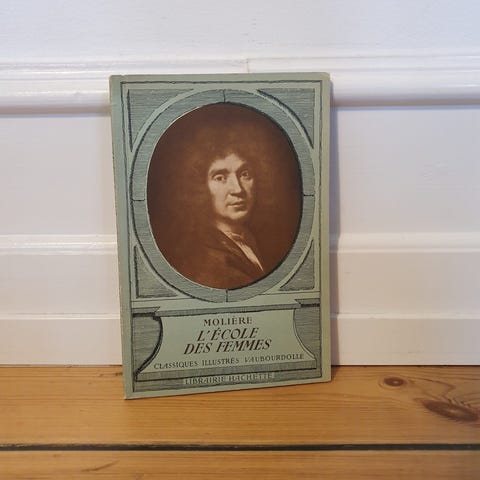 MOLIÈRE
L'ÉCOLE
DES FEMMES
CLASSIQUES ILLUSTRÉS VAUBOURDOLLE
LIBRAIRIE HACHETTE